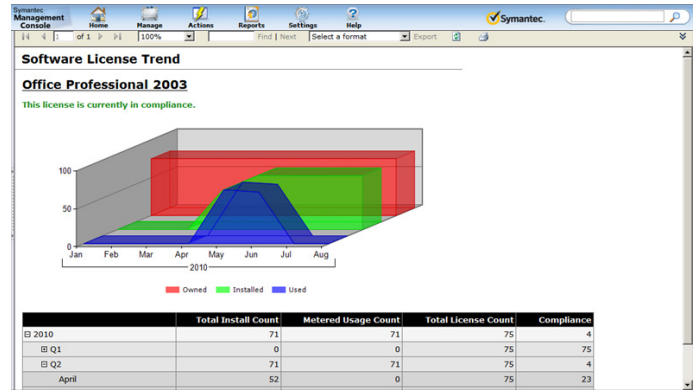 Symantec
Management
Console
Home
Manage
Actions
Reports
Settings
Help
Symantec.
1 of 1
100%
Find | Next
Select a format
Export
Software License Trend
Office Professional 2003
This license is currently in compliance.
100
50
0
Jan Feb Mar Apr May Jun Jul Aug
2010
Owned Installed Used
Total Install Count Metered Usage Count Total License Count Compliance
2010 71 71 75 4
Q1 0 0 75 75
Q2 71 71 75 4
April 52 0 75 23